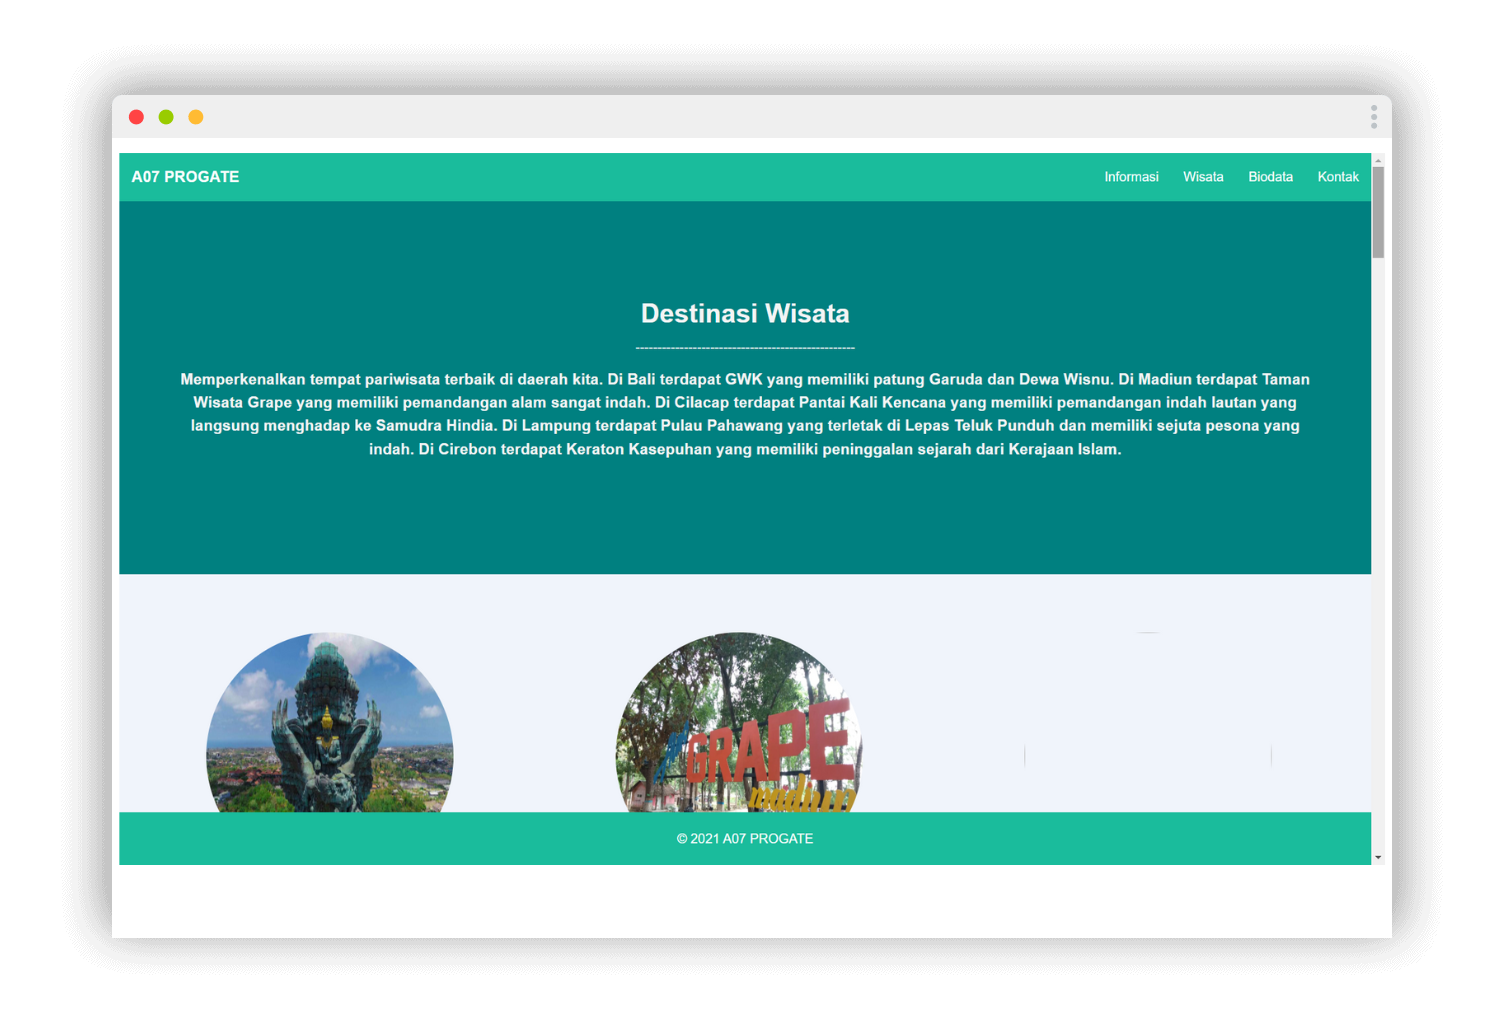 A07 PROGATE
Informasi Wisata Biodata Kontak
Destinasi Wisata
--------------------------------------------------
Memperkenalkan tempat pariwisata terbaik di daerah kita. Di Bali terdapat GWK yang memiliki patung Garuda dan Dewa Wisnu. Di Madiun terdapat Taman
Wisata Grape yang memiliki pemandangan alam sangat indah. Di Cilacap terdapat Pantai Kali Kencana yang memiliki pemandangan indah lautan yang
langsung menghadap ke Samudra Hindia. Di Lampung terdapat Pulau Pahawang yang terletak di Lepas Teluk Punduh dan memiliki sejuta pesona yang
indah. Di Cirebon terdapat Keraton Kasepuhan yang memiliki peninggalan sejarah dari Kerajaan Islam.
#GRAPE
madiun
© 2021 A07 PROGATE